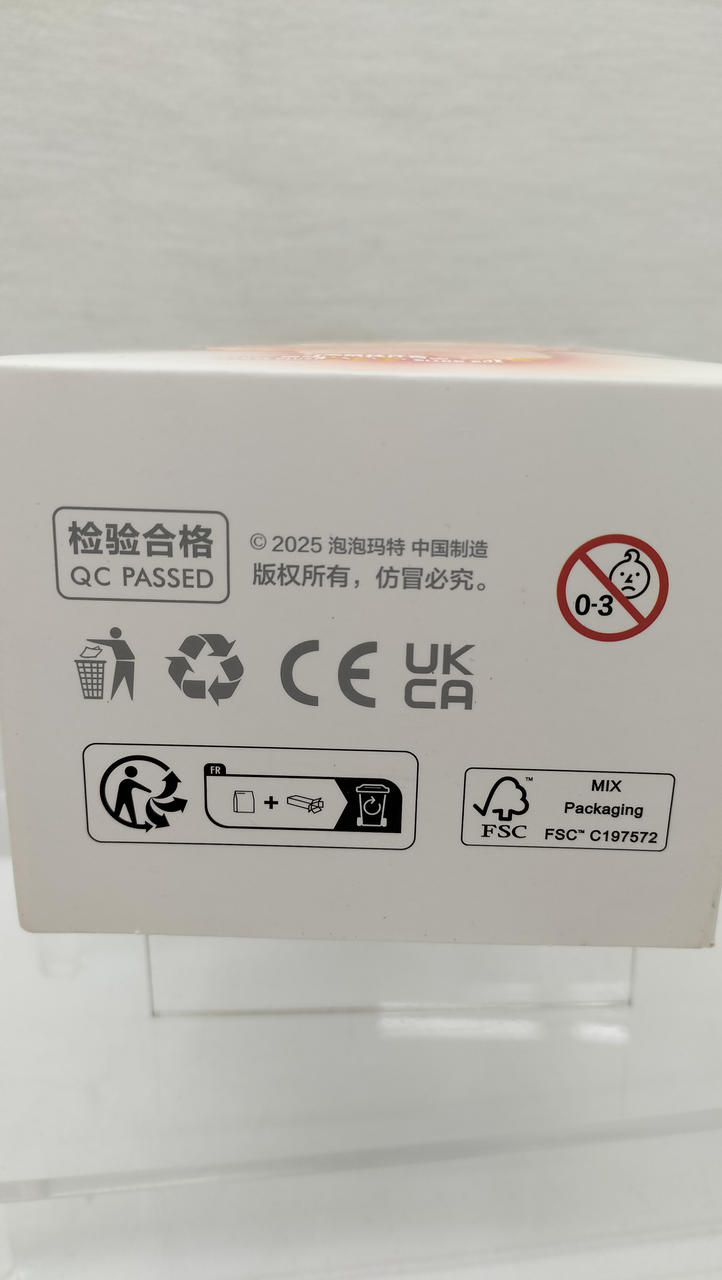 检验合格
QC PASSED
© 2025 泡泡玛特 中国制造
版权所有，仿冒必究。
0-3
CE
UK
CA
FR
+
FSC
™
MIX
Packaging
FSC™ C197572